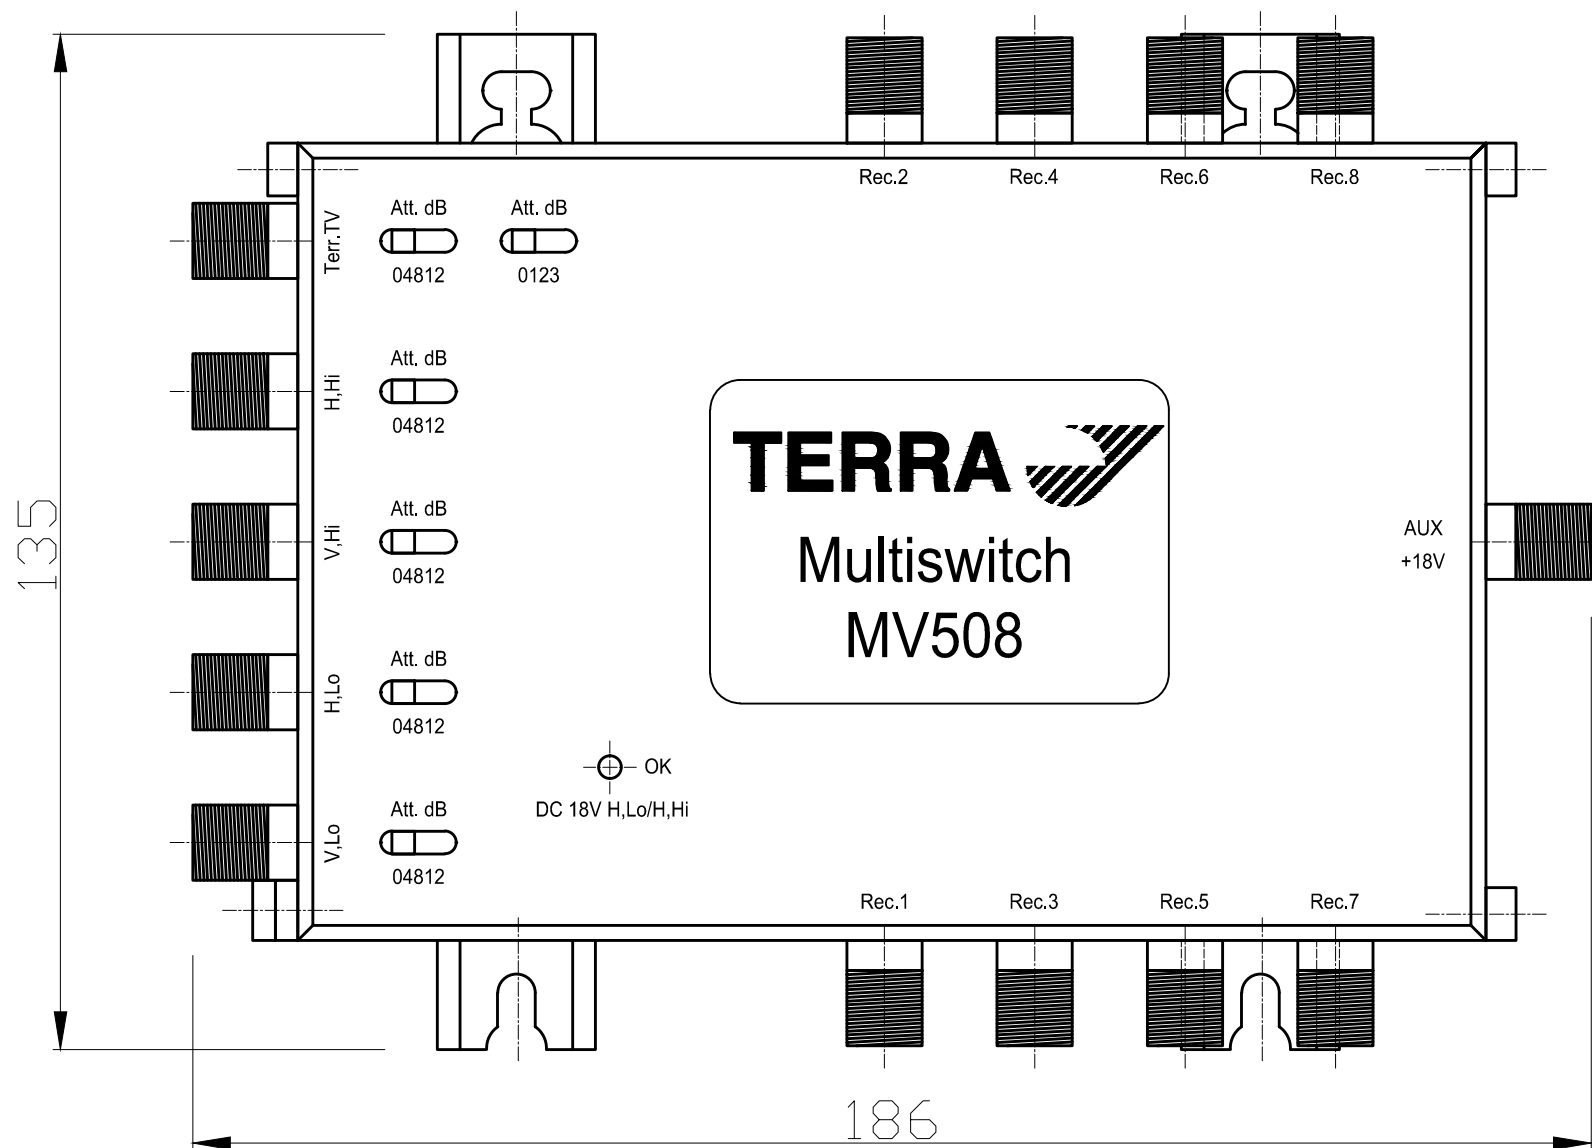 Rec.2 Rec.4 Rec.6 Rec.8
Terr.TV
Att. dB Att. dB
04812 0123
H,Hi
Att. dB
04812
TERRA
Multiswitch
MV508
V,Hi
Att. dB
04812
AUX
+18V
135
H,Lo
Att. dB
04812
OK
DC 18V H,Lo/H,Hi
V,Lo
Att. dB
04812
Rec.1 Rec.3 Rec.5 Rec.7
186